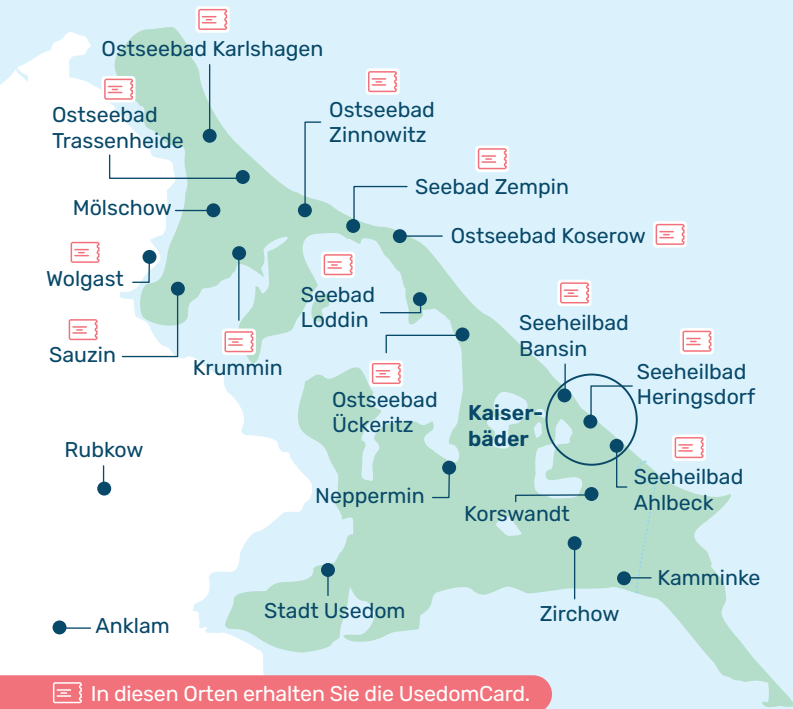 Ostseebad Karlshagen
Ostseebad
Trassenheide
Ostseebad
Zinnowitz
Seebad Zempin
Mölschow
Ostseebad Koserow
Wolgast
Seebad
Loddin
Seeheilbad
Bansin
Sauzin
Krummin
Seeheilbad
Heringsdorf
Ostseebad
Ückeritz
Kaiser-
bäder
Rubkow
Seeheilbad
Ahlbeck
Neppermin
Korswandt
Kamminke
Stadt Usedom
Zirchow
Anklam
In diesen Orten erhalten Sie die UsedomCard.